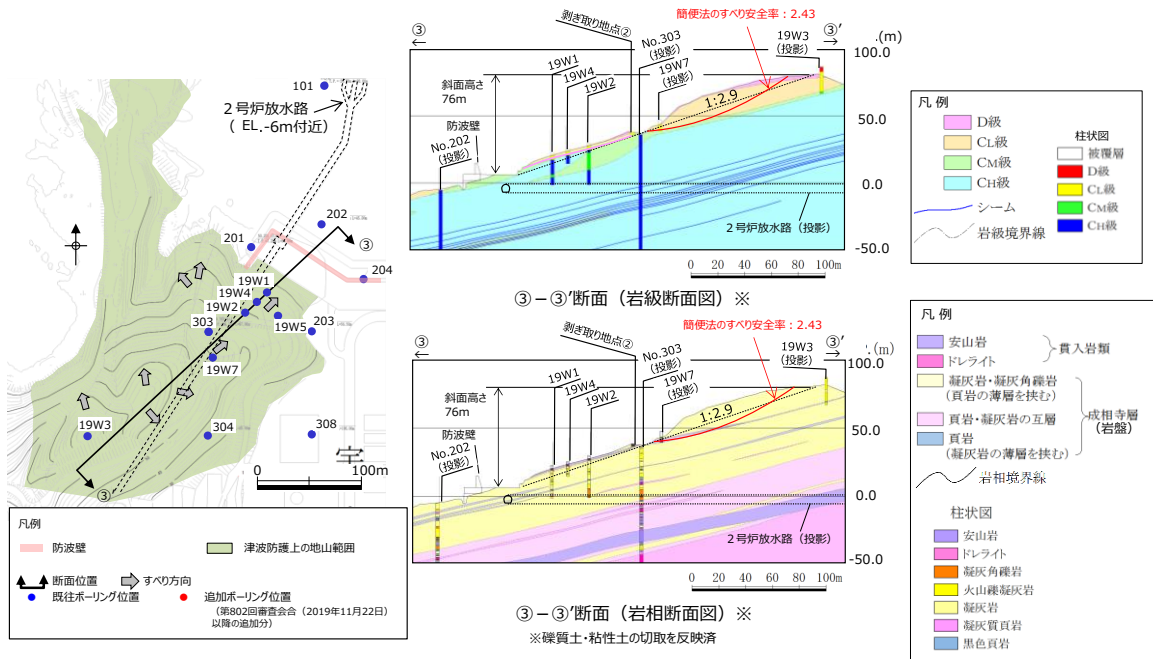 101
2号炉放水路
（ EL.-6m付近）
202
③
201
204
19W1
19W4
19W2
19W5
303
203
19W7
19W3
304
308
0
100m
③
凡例
防波壁
津波防護上の地山範囲
断面位置
すべり方向
既往ボーリング位置
追加ボーリング位置
（第802回審査会合（2019年11月22日）
以降の追加分）
簡便法のすべり安全率：2.43
剥ぎ取り地点②
③
③′
No.303
（投影）
19W3
（投影）
(m)
100.0
19W1
19W4
19W2
19W7
（投影）
斜面高さ
76m
1:2.9
防波壁
No.202
（投影）
50.0
0.0
2号炉放水路（投影）
-50.0
0 20 40 60 80 100m
③－③′断面（岩級断面図）※
簡便法のすべり安全率：2.43
剥ぎ取り地点②
③
③′
No.303
（投影）
19W3
（投影）
(m)
100.0
19W1
19W4
19W2
19W7
（投影）
斜面高さ
76m
1:2.9
防波壁
No.202
（投影）
50.0
0.0
2号炉放水路（投影）
-50.0
0 20 40 60 80 100m
③－③′断面（岩相断面図）※
※礫質土・粘性土の切取を反映済
凡 例
D級
CL級
CM級
CH級
シーム
岩級境界線
柱状図
被覆層
D級
CL級
CM級
CH級
凡 例
安山岩
ドレライト
貫入岩類
凝灰岩・凝灰角礫岩
（頁岩の薄層を挟む）
頁岩・凝灰岩の互層
頁岩
（凝灰岩の薄層を挟む）
成相寺層
（岩盤）
岩相境界線
柱状図
安山岩
ドレライト
凝灰角礫岩
火山礫凝灰岩
凝灰岩
凝灰質頁岩
黒色頁岩